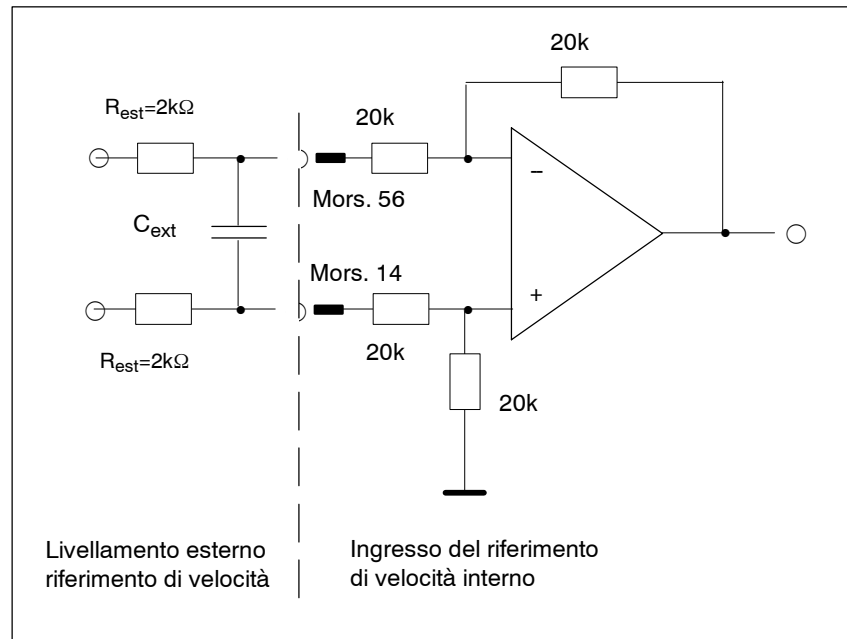 20k
R_est=2kΩ
20k
−
Mors. 56
C_ext
Mors. 14
+
20k
R_est=2kΩ
20k
Livellamento esterno
riferimento di velocità
Ingresso del riferimento
di velocità interno